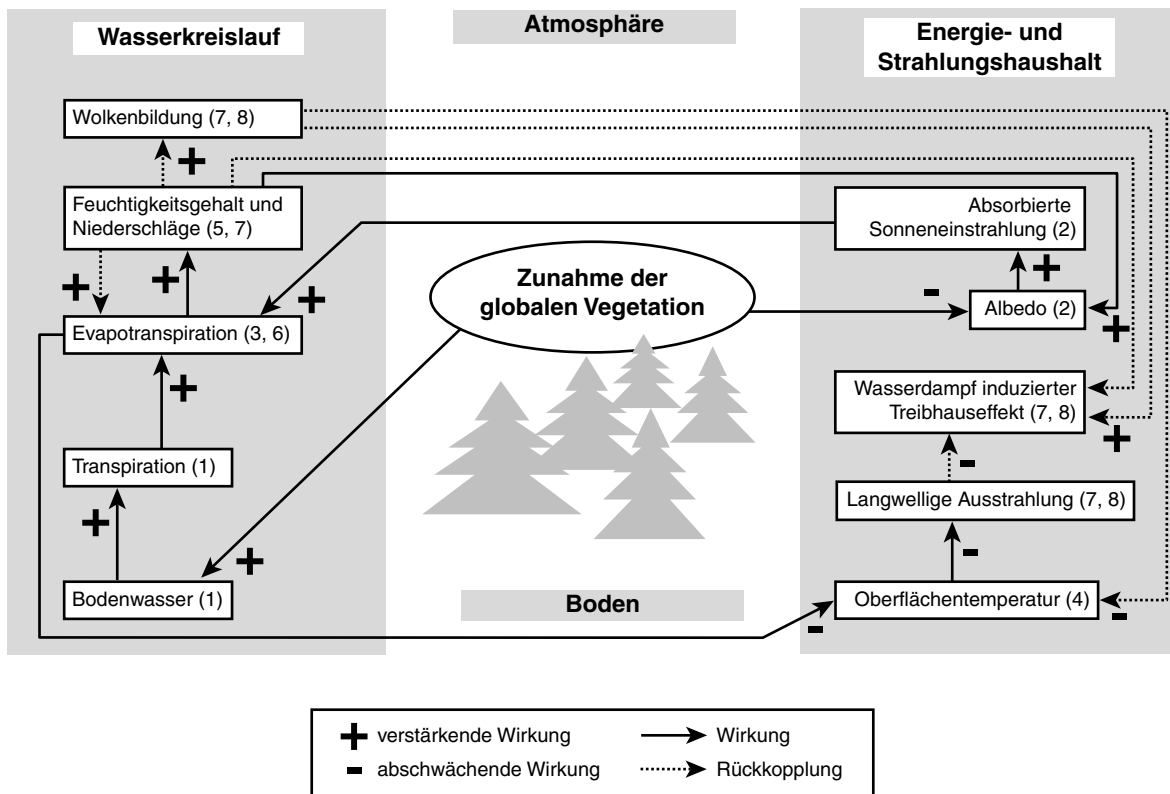 Wasserkreislauf
Atmosphäre
Energie- und
Strahlungshaushalt
Wolkenbildung (7, 8)
+
Feuchtigkeitsgehalt und
Niederschläge (5, 7)
+
+
+
Evapotranspiration (3, 6)
+
Transpiration (1)
+
Bodenwasser (1)
+
Zunahme der
globalen Vegetation
Boden
Absorbierte
Sonneneinstrahlung (2)
+
-
Albedo (2)
+
Wasserdampf induzierter
Treibhauseffekt (7, 8)
+
-
Langwellige Ausstrahlung (7, 8)
-
Oberflächentemperatur (4)
-
-
+ verstärkende Wirkung
Wirkung
- abschwächende Wirkung
Rückkopplung